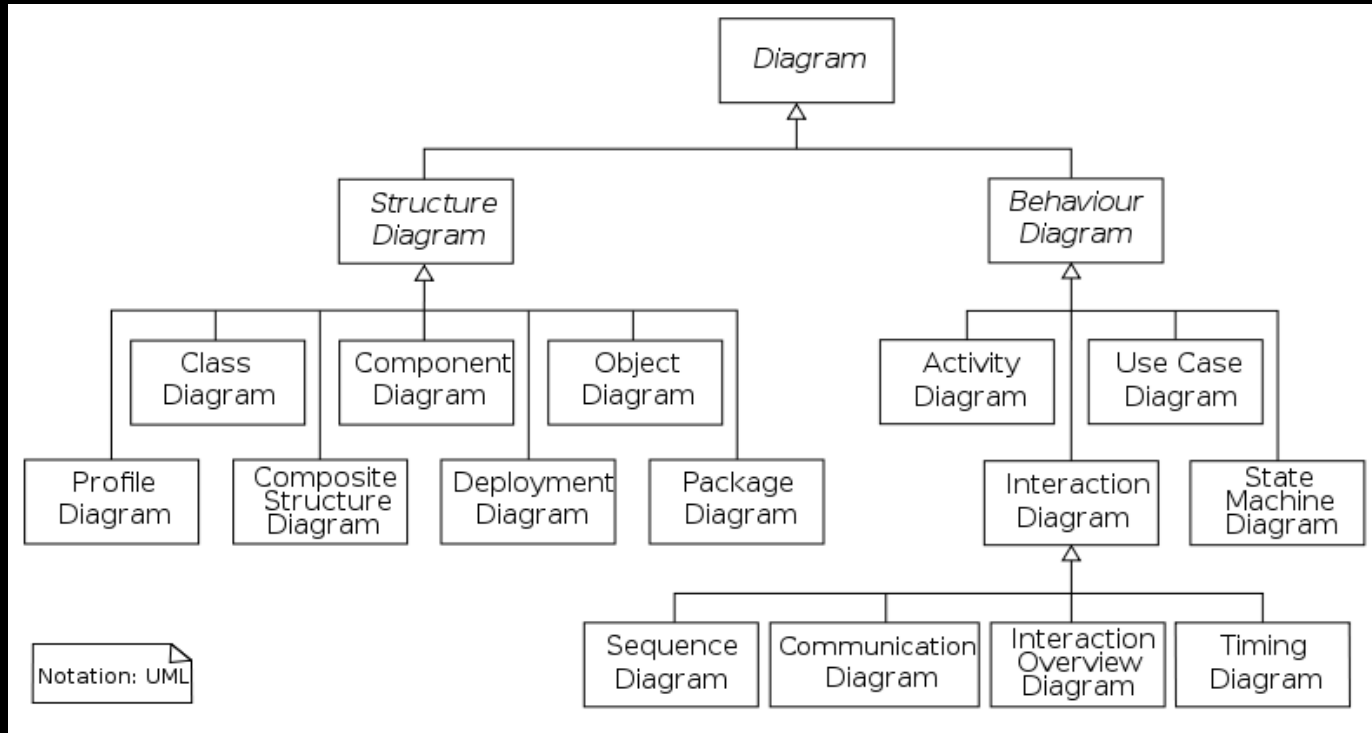 Diagram
Structure
Diagram
Behaviour
Diagram
Class
Diagram
Component
Diagram
Object
Diagram
Activity
Diagram
Use Case
Diagram
Profile
Diagram
Composite
Structure
Diagram
Deployment
Diagram
Package
Diagram
Interaction
Diagram
State
Machine
Diagram
Sequence
Diagram
Communication
Diagram
Interaction
Overview
Diagram
Timing
Diagram
Notation: UML